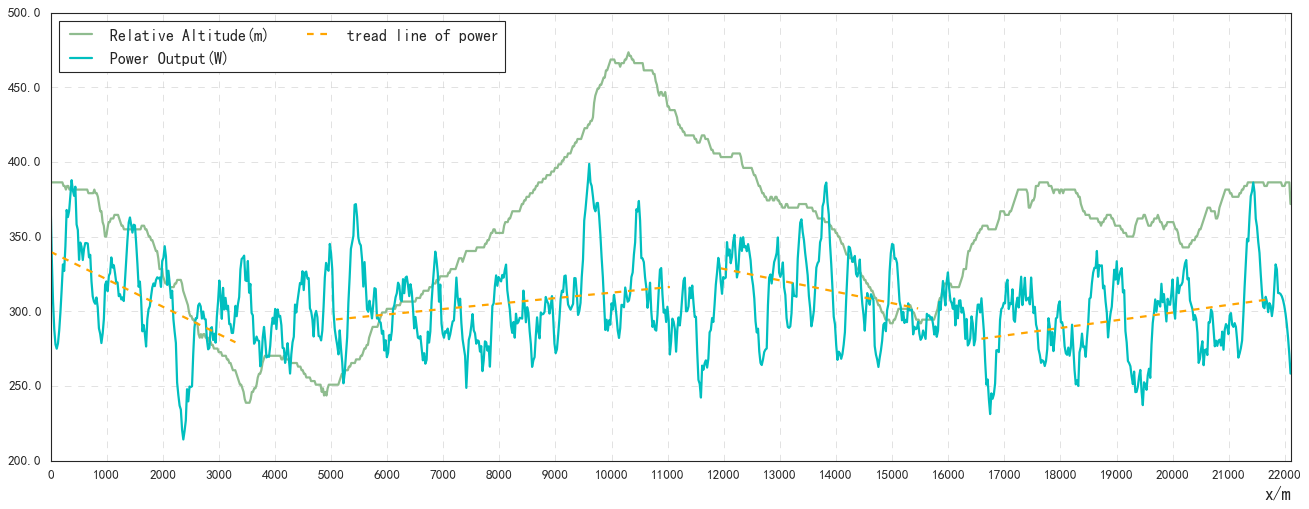 500.0
450.0
400.0
350.0
300.0
250.0
200.0
Relative Altitude(m)
tread line of power
Power Output(W)
0 1000 2000 3000 4000 5000 6000 7000 8000 9000 10000 11000 12000 13000 14000 15000 16000 17000 18000 19000 20000 21000 22000
x/m